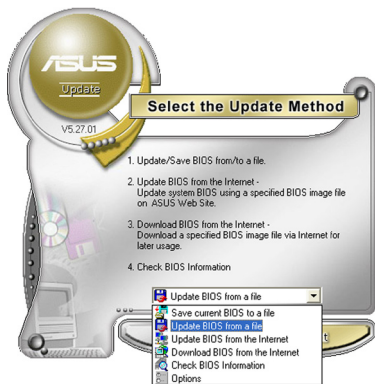 ASUS
Update
V5.27.01
Select the Update Method
1. Update/Save BIOS from/to a file.
2. Update BIOS from the Internet -
Update system BIOS using a specified BIOS image file
on ASUS Web Site.
3. Download BIOS from the Internet -
Download a specified BIOS image file via Internet for
later usage.
4. Check BIOS Information
Update BIOS from a file
Save current BIOS to a file
Update BIOS from a file
Update BIOS from the Internet
Download BIOS from the Internet
Check BIOS Information
Options